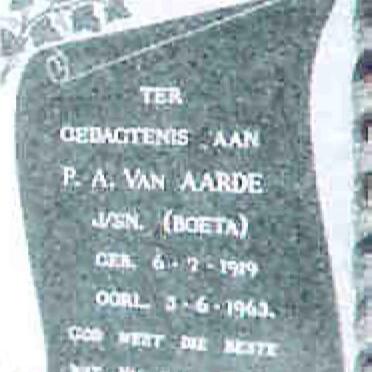 TER
GEDAGTENIS AAN
P. A. VAN AARDE
J/SN. (BOETA)
GEB. 6-7-1919
OORL. 3-6-1963.
GOD WEET DIE BESTE